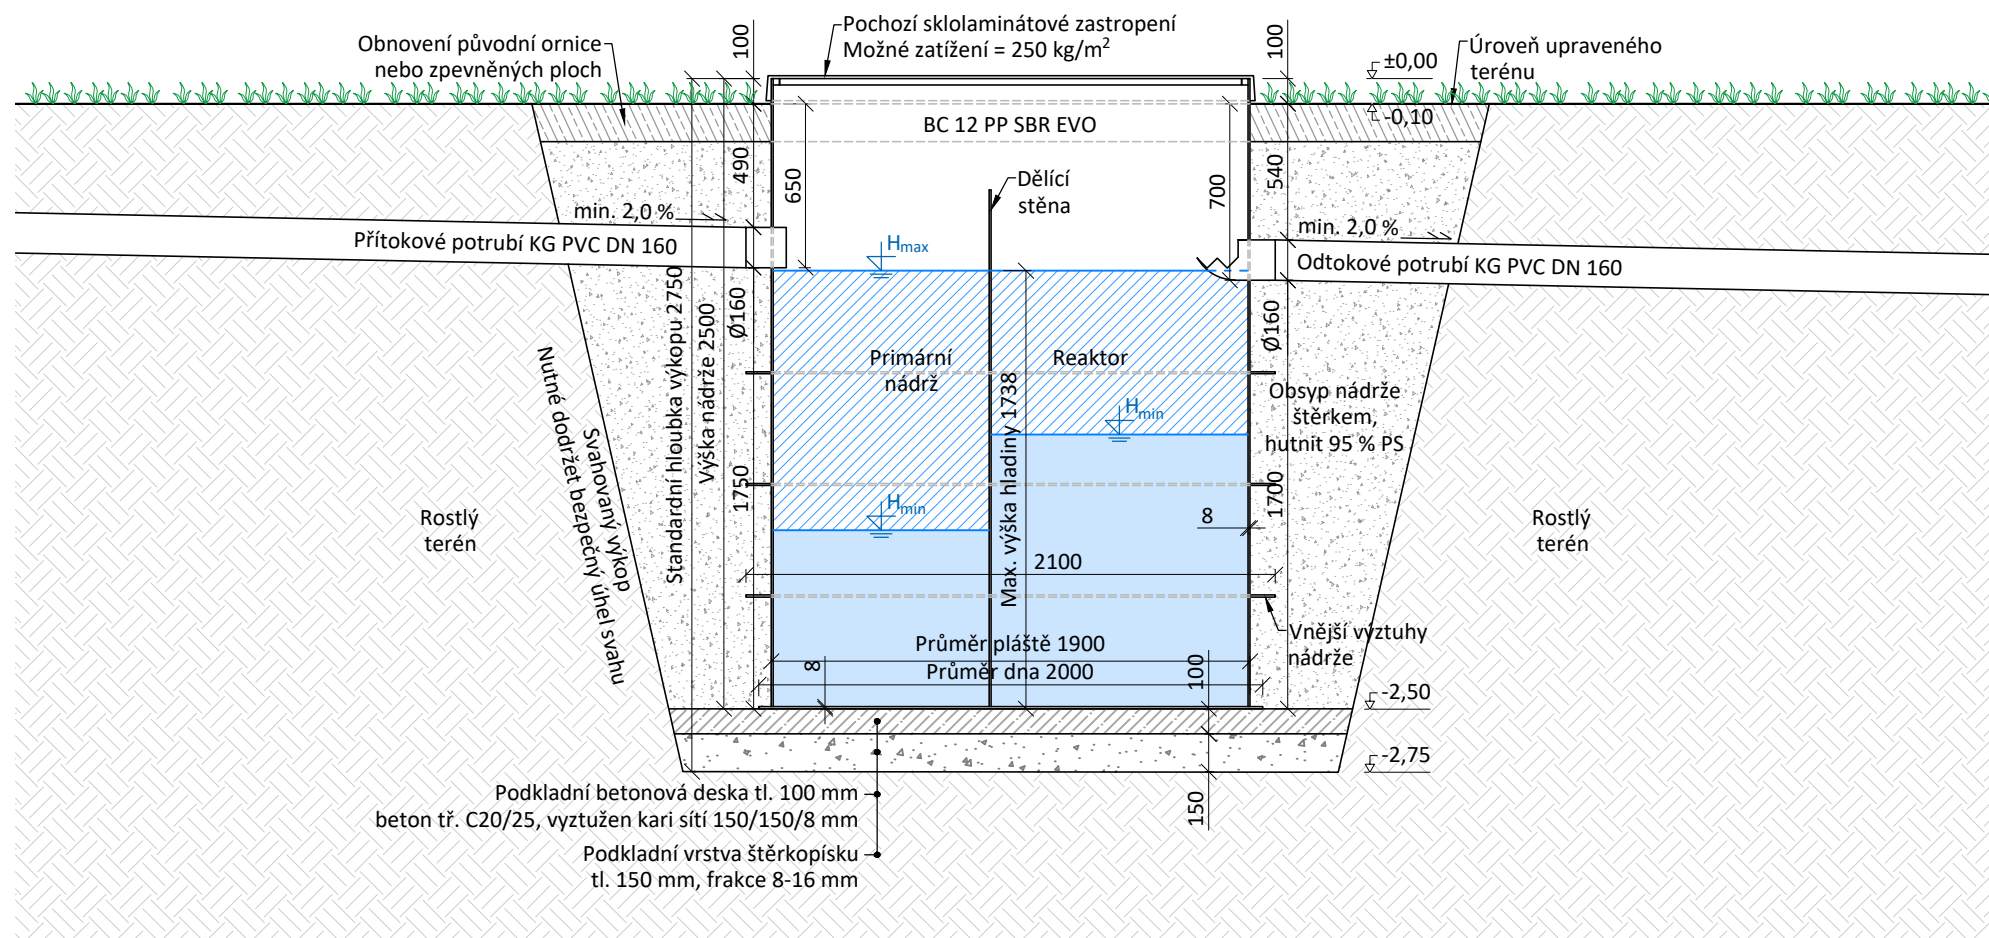 Pochozí sklolaminátové zastropení
Možné zatížení = 250 kg/m²
Obnovení původní ornice
nebo zpevněných ploch
Úroveň upraveného
terénu
100
100
±0,00
-0,10
BC 12 PP SBR EVO
490
650
700
540
Dělící
stěna
min. 2,0 %
min. 2,0 %
Přítokové potrubí KG PVC DN 160
Odtokové potrubí KG PVC DN 160
Hmax
Ø160
Ø160
Standardní hloubka výkopu 2750
Výška nádrže 2500
Primární
nádrž
Reaktor
Max. výška hladiny 1738
Hmin
Hmin
Obsyp nádrže
štěrkem,
hutnit 95 % PS
Svahovaný výkop
Nutné dodržet bezpečný úhel svahu
1750
1700
8
Rostlý
terén
Rostlý
terén
2100
Průměr pláště 1900
Průměr dna 2000
8
100
Vnější výztuhy
nádrže
-2,50
-2,75
150
Podkladní betonová deska tl. 100 mm
beton tř. C20/25, vyztužen kari sítí 150/150/8 mm
Podkladní vrstva štěrkopísku
tl. 150 mm, frakce 8-16 mm